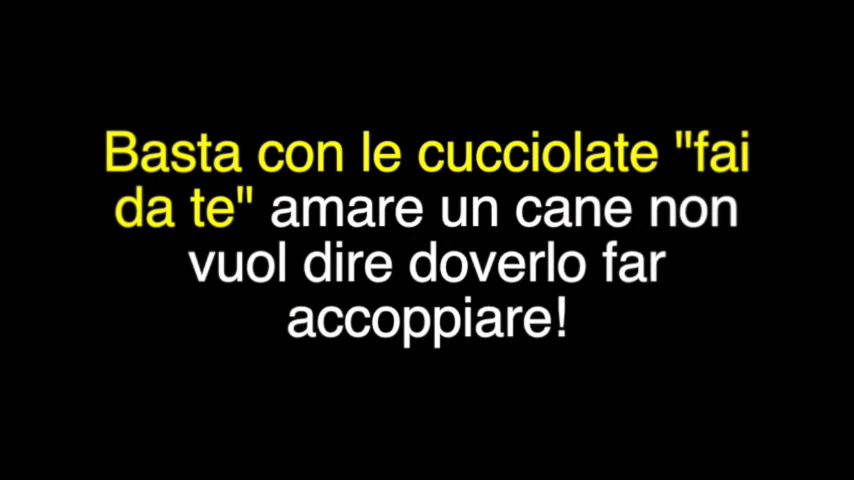 Basta con le cucciolate "fai
da te" amare un cane non
vuol dire doverlo far
accoppiare!